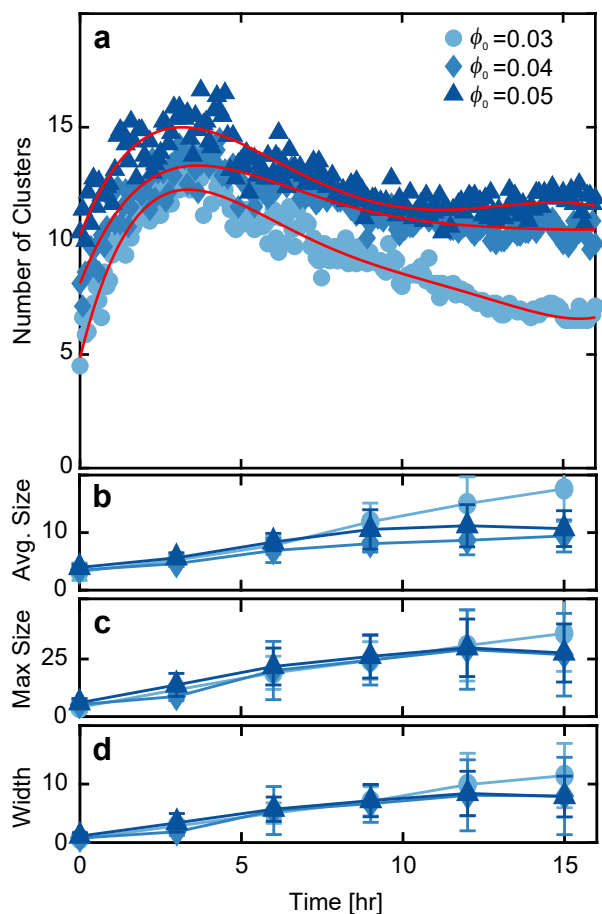 a
ϕ₀=0.03
ϕ₀=0.04
ϕ₀=0.05
15
10
5
0
Number of Clusters
b
10
0
Avg. Size
c
25
0
Max Size
d
10
0
Width
0 5 10 15
Time [hr]